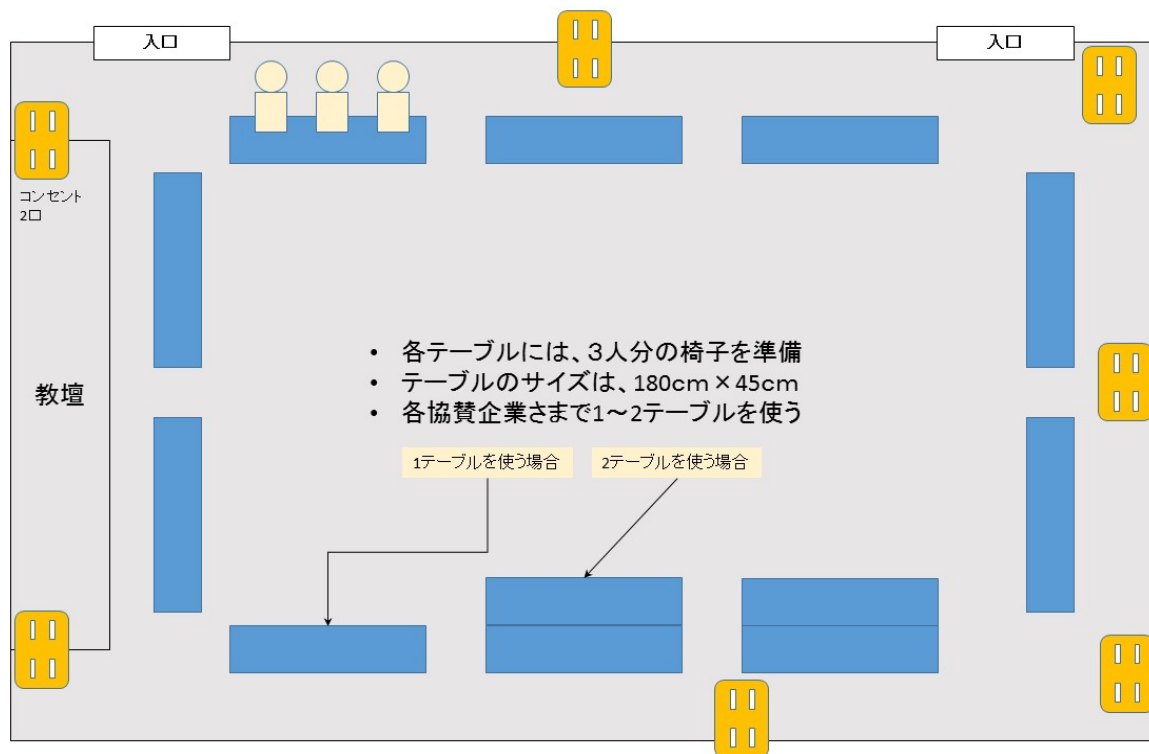 入口
入口
コンセント
2口
教壇
• 各テーブルには、3人分の椅子を準備
• テーブルのサイズは、180cm×45cm
• 各協賛企業さまで1～2テーブルを使う
1テーブルを使う場合
2テーブルを使う場合